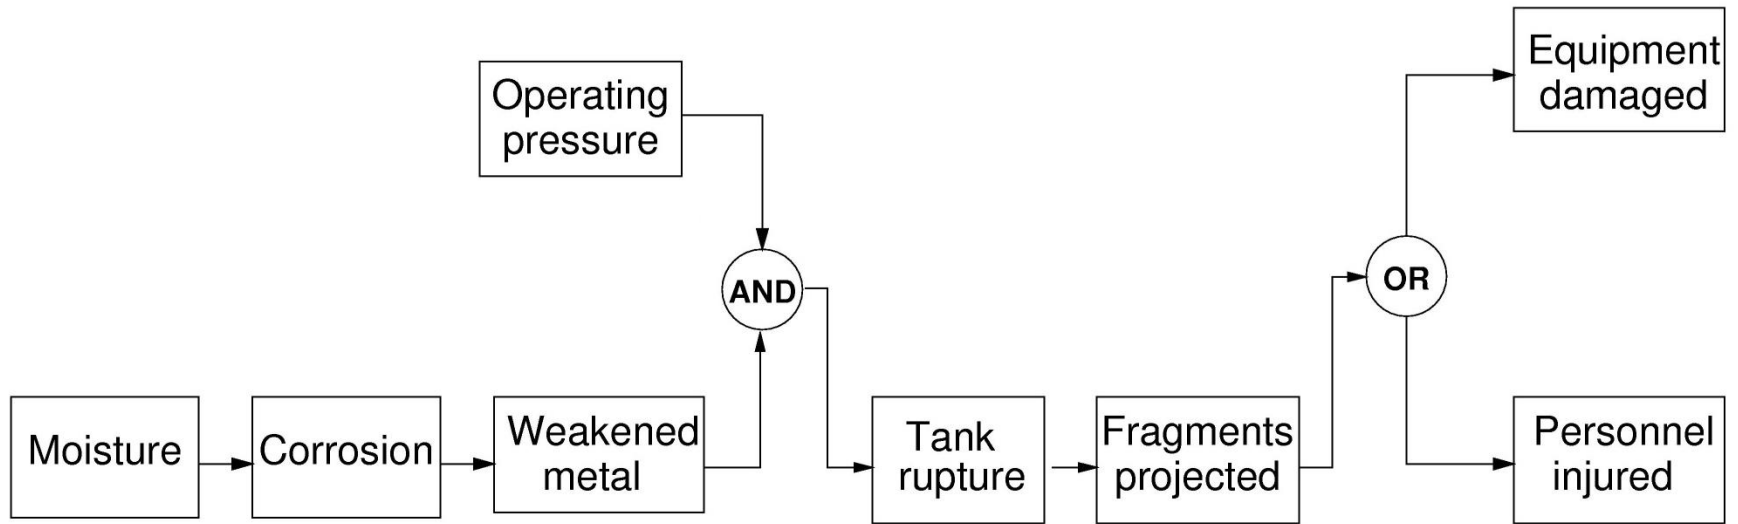 Equipment
damaged
Operating
pressure
AND
OR
Moisture
Corrosion
Weakened
metal
Tank
rupture
Fragments
projected
Personnel
injured